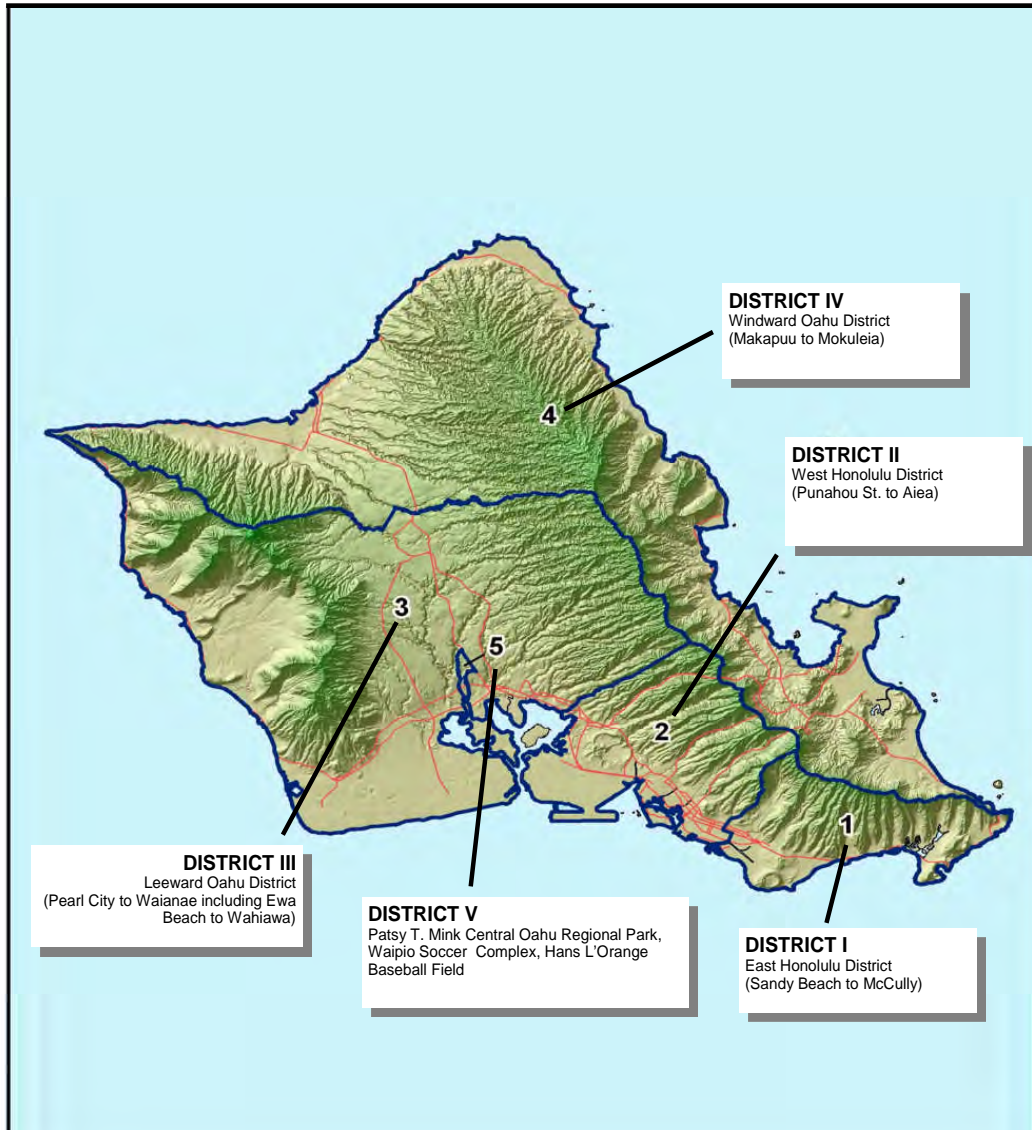 DISTRICT IV
Windward Oahu District
(Makapuu to Mokuleia)
4
DISTRICT II
West Honolulu District
(Punahou St. to Aiea)
3
5
2
1
DISTRICT III
Leeward Oahu District
(Pearl City to Waianae including Ewa
Beach to Wahiawa)
DISTRICT V
Patsy T. Mink Central Oahu Regional Park,
Waipio Soccer Complex, Hans L'Orange
Baseball Field
DISTRICT I
East Honolulu District
(Sandy Beach to McCully)